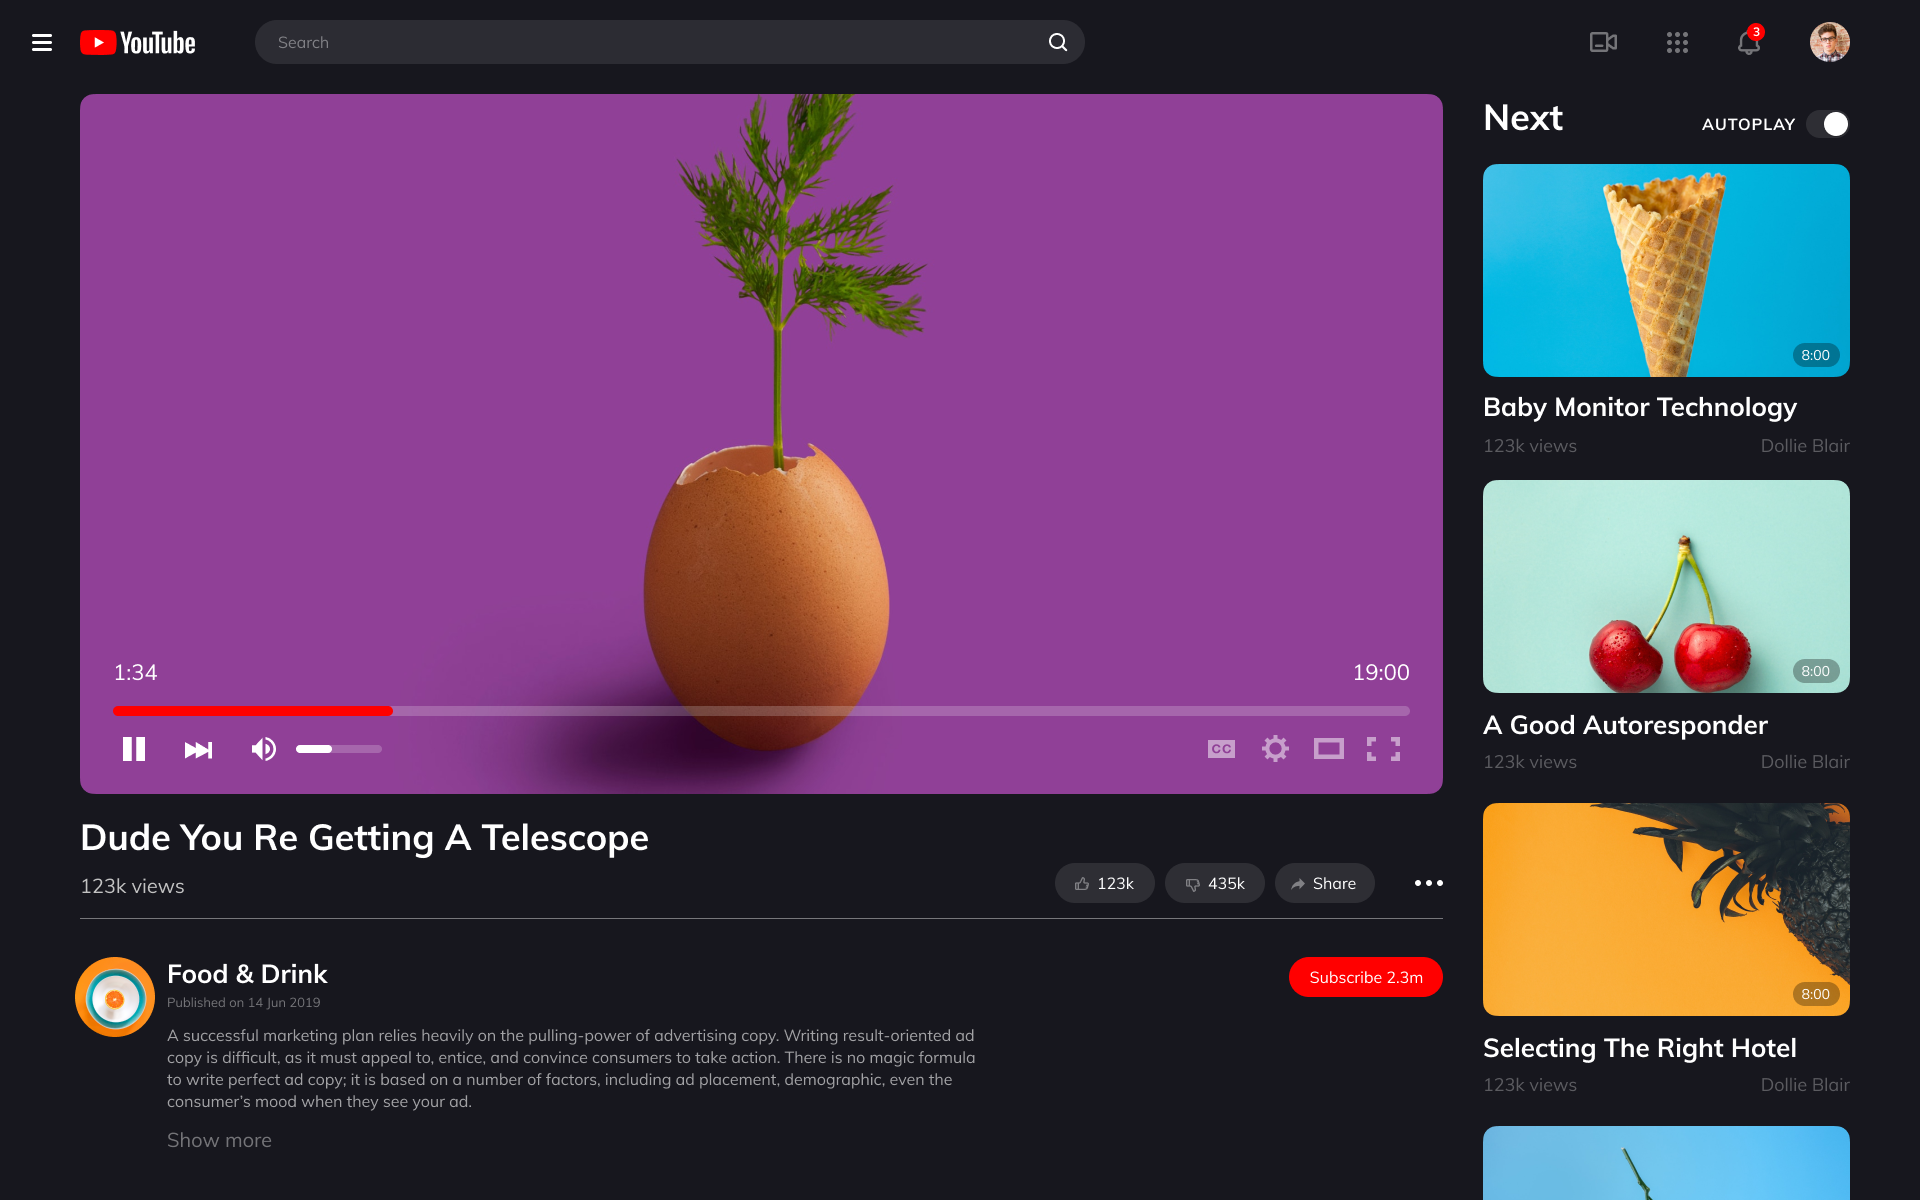 YouTube
Search
3
1:34
19:00
CC
Dude You Re Getting A Telescope
123k views
123k
435k
Share
Food & Drink
Published on 14 Jun 2019
Subscribe 2.3m
A successful marketing plan relies heavily on the pulling-power of advertising copy. Writing result-oriented ad
copy is difficult, as it must appeal to, entice, and convince consumers to take action. There is no magic formula
to write perfect ad copy; it is based on a number of factors, including ad placement, demographic, even the
consumer’s mood when they see your ad.
Show more
Next
AUTOPLAY
8:00
Baby Monitor Technology
123k views
Dollie Blair
8:00
A Good Autoresponder
123k views
Dollie Blair
8:00
Selecting The Right Hotel
123k views
Dollie Blair